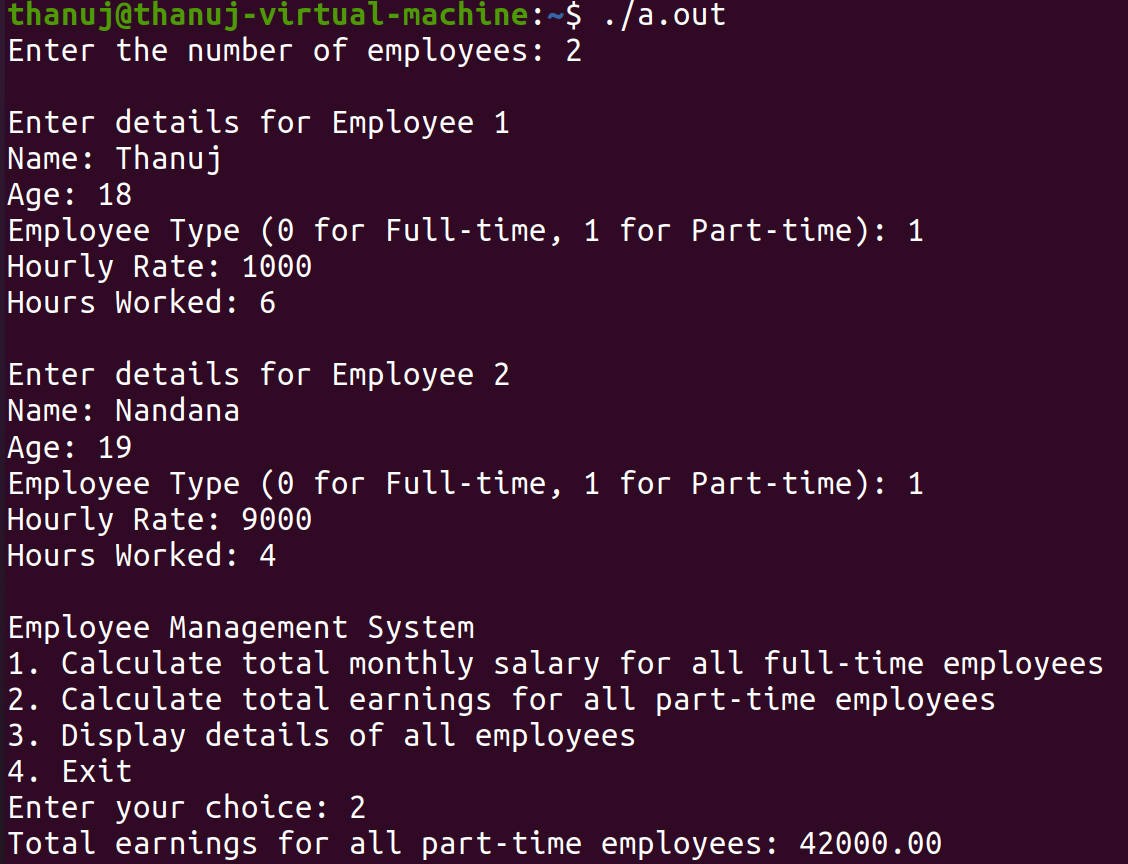 thanuj@thanuj-virtual-machine:~$ ./a.out
Enter the number of employees: 2
Enter details for Employee 1
Name: Thanuj
Age: 18
Employee Type (0 for Full-time, 1 for Part-time): 1
Hourly Rate: 1000
Hours Worked: 6
Enter details for Employee 2
Name: Nandana
Age: 19
Employee Type (0 for Full-time, 1 for Part-time): 1
Hourly Rate: 9000
Hours Worked: 4
Employee Management System
1. Calculate total monthly salary for all full-time employees
2. Calculate total earnings for all part-time employees
3. Display details of all employees
4. Exit
Enter your choice: 2
Total earnings for all part-time employees: 42000.00